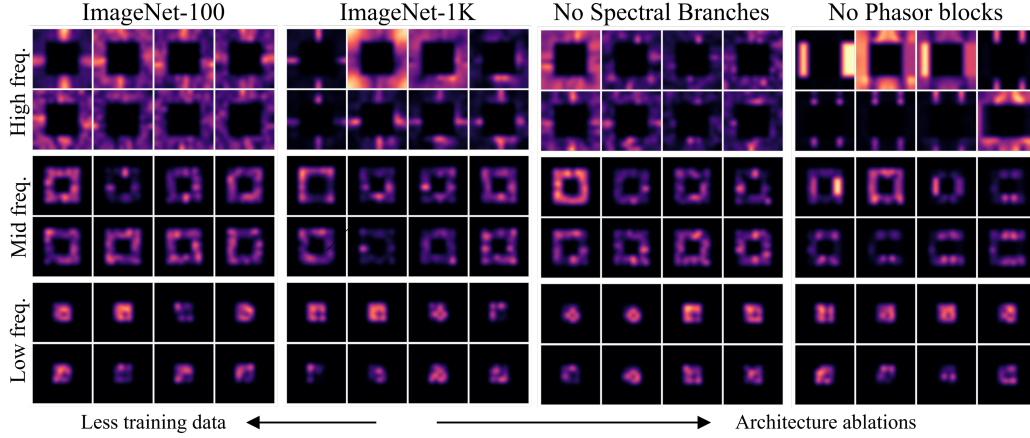 ImageNet-100
ImageNet-1K
No Spectral Branches
No Phasor blocks
High freq.
Mid freq.
Low freq.
Less training data
Architecture ablations